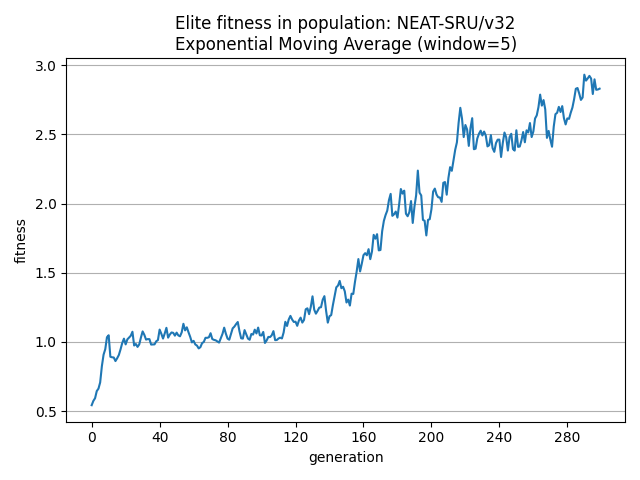 Elite fitness in population: NEAT-SRU/v32
Exponential Moving Average (window=5)
3.0
2.5
2.0
1.5
1.0
0.5
fitness
0 40 80 120 160 200 240 280
generation